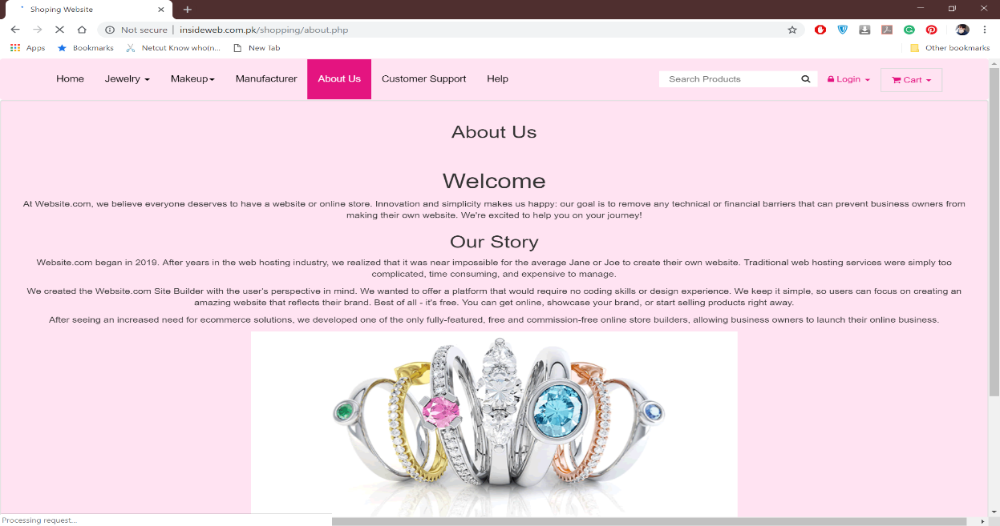 Shoping Website
Not secure | insideweb.com.pk/shopping/about.php
Apps Bookmarks Netcut Know who(n... New Tab Other bookmarks
Home Jewelry Makeup Manufacturer About Us Customer Support Help Search Products Login Cart
About Us
Welcome
At Website.com, we believe everyone deserves to have a website or online store. Innovation and simplicity makes us happy: our goal is to remove any technical or financial barriers that can prevent business owners from
making their own website. We're excited to help you on your journey!
Our Story
Website.com began in 2019. After years in the web hosting industry, we realized that it was near impossible for the average Jane or Joe to create their own website. Traditional web hosting services were simply too
complicated, time consuming, and expensive to manage.
We created the Website.com Site Builder with the user's perspective in mind. We wanted to offer a platform that would require no coding skills or design experience. We keep it simple, so users can focus on creating an
amazing website that reflects their brand. Best of all - it's free. You can get online, showcase your brand, or start selling products right away.
After seeing an increased need for ecommerce solutions, we developed one of the only fully-featured, free and commission-free online store builders, allowing business owners to launch their online business.
Processing request...